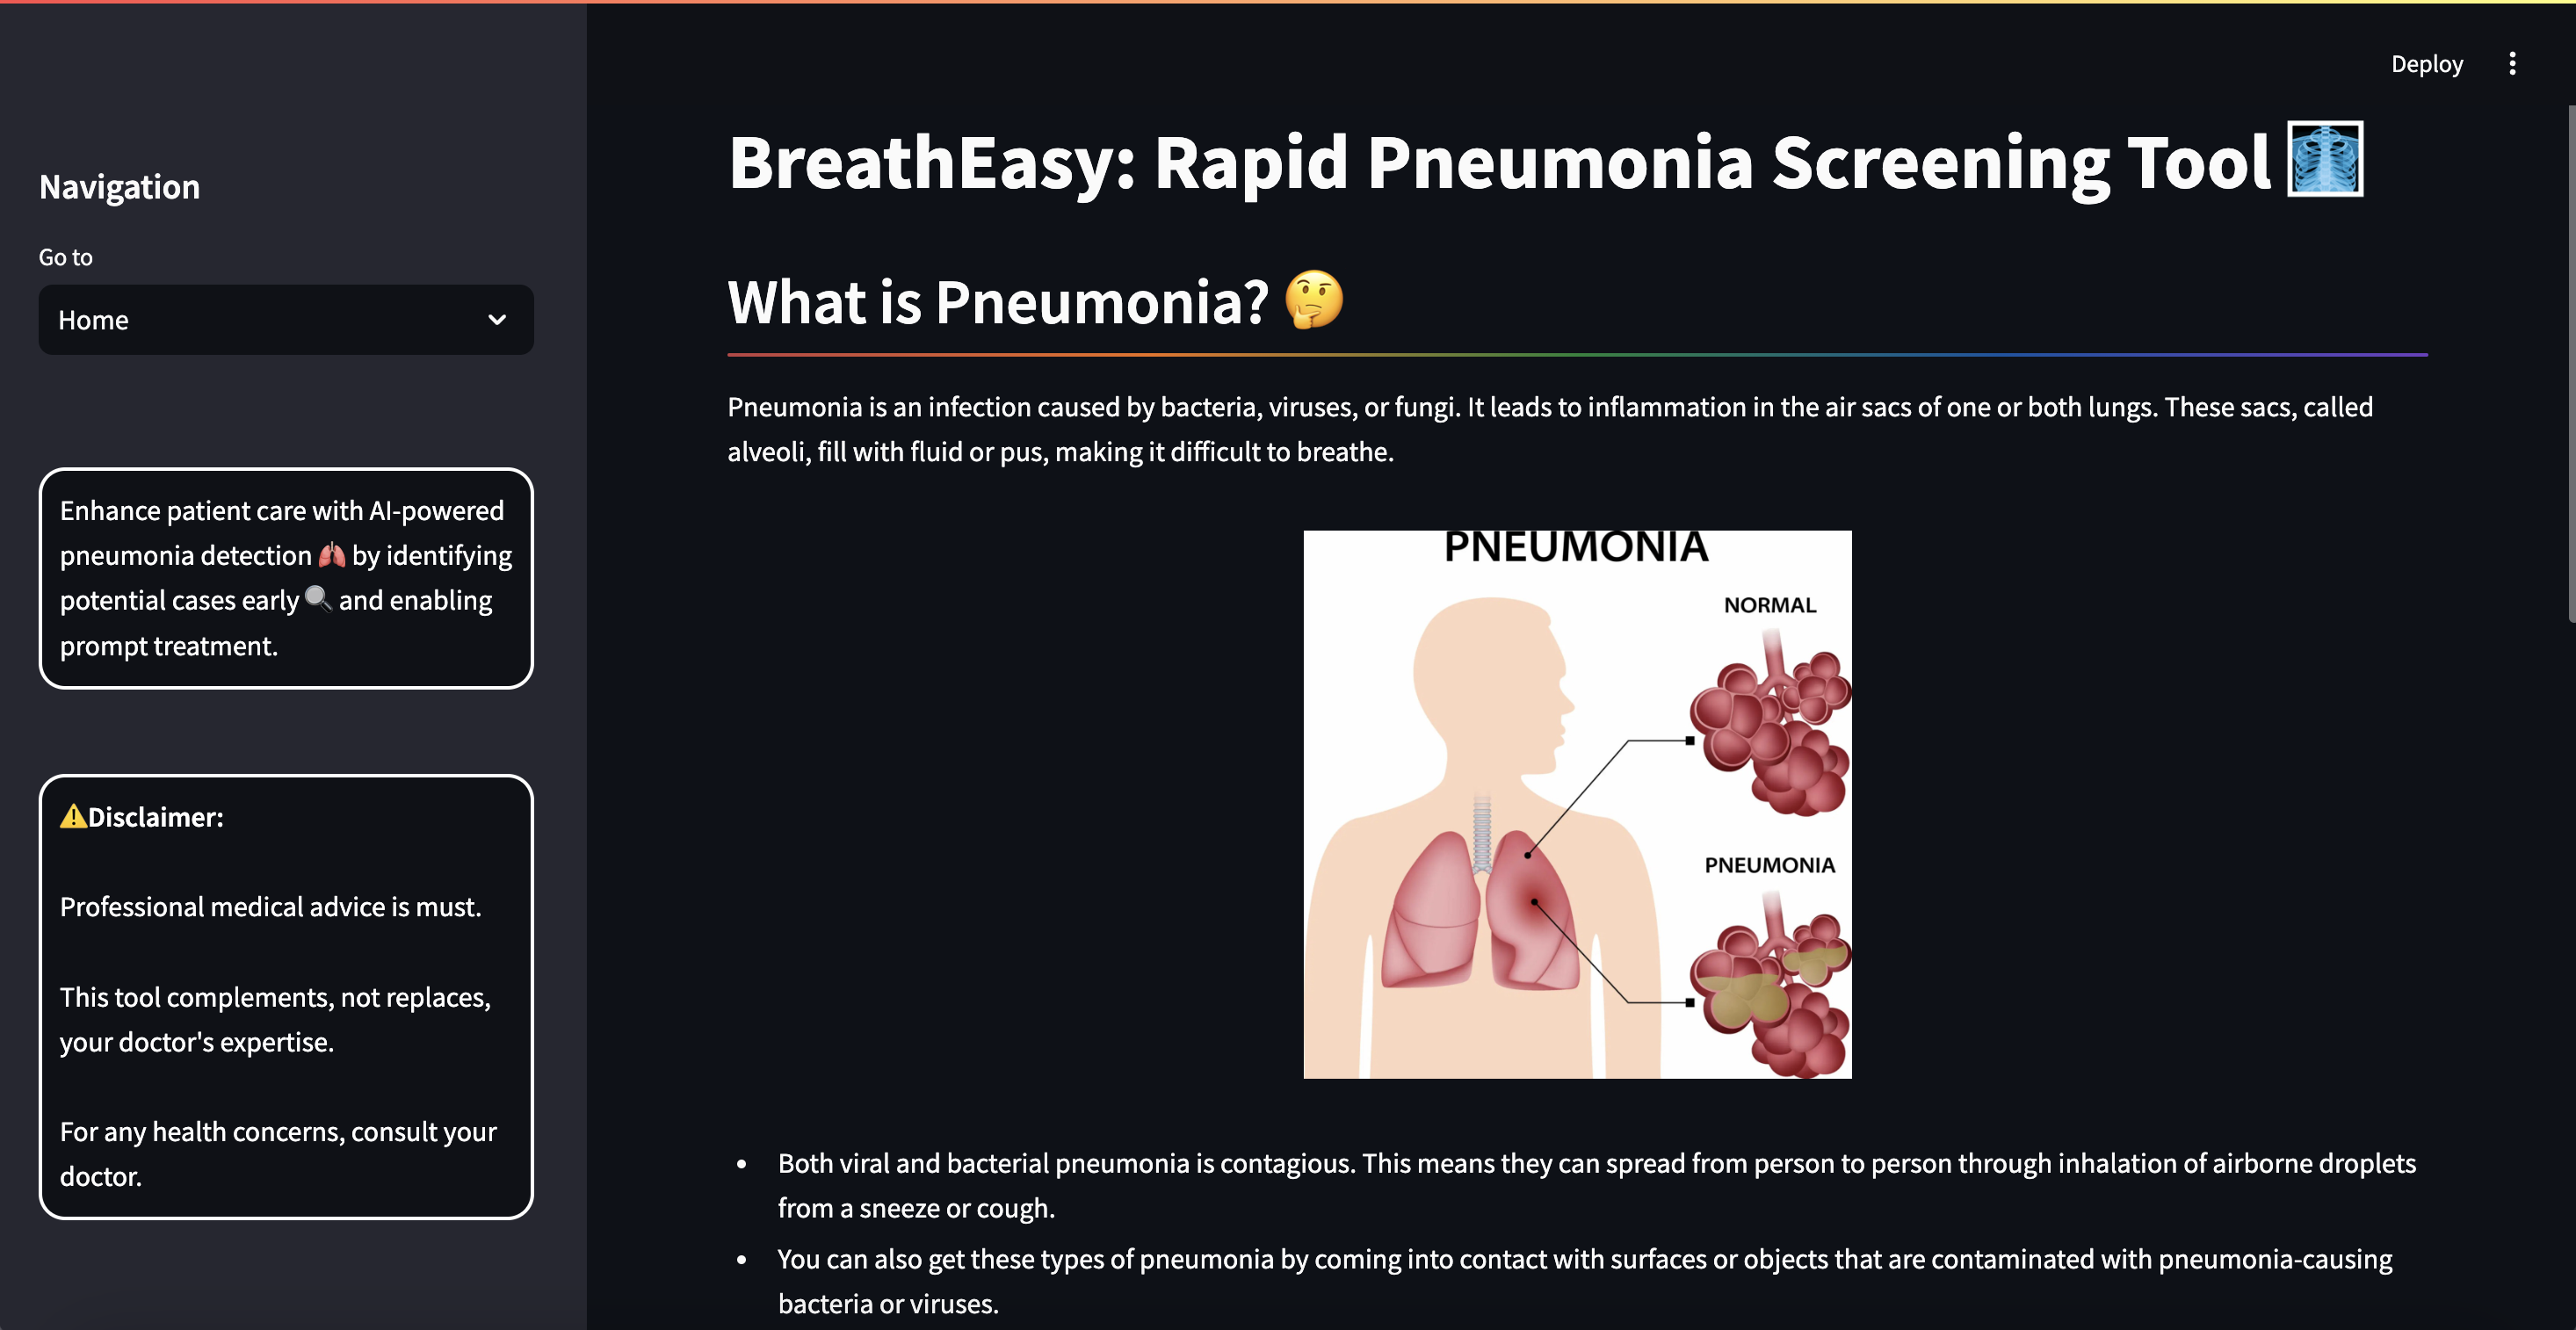 Deploy
Navigation
Go to
Home
Enhance patient care with AI-powered
pneumonia detection 🫁 by identifying
potential cases early 🔍 and enabling
prompt treatment.
⚠️Disclaimer:
Professional medical advice is must.
This tool complements, not replaces,
your doctor's expertise.
For any health concerns, consult your
doctor.
BreathEasy: Rapid Pneumonia Screening Tool 🩻
What is Pneumonia? 🤔
Pneumonia is an infection caused by bacteria, viruses, or fungi. It leads to inflammation in the air sacs of one or both lungs. These sacs, called
alveoli, fill with fluid or pus, making it difficult to breathe.
PNEUMONIA
NORMAL
PNEUMONIA
• Both viral and bacterial pneumonia is contagious. This means they can spread from person to person through inhalation of airborne droplets
from a sneeze or cough.
• You can also get these types of pneumonia by coming into contact with surfaces or objects that are contaminated with pneumonia-causing
bacteria or viruses.